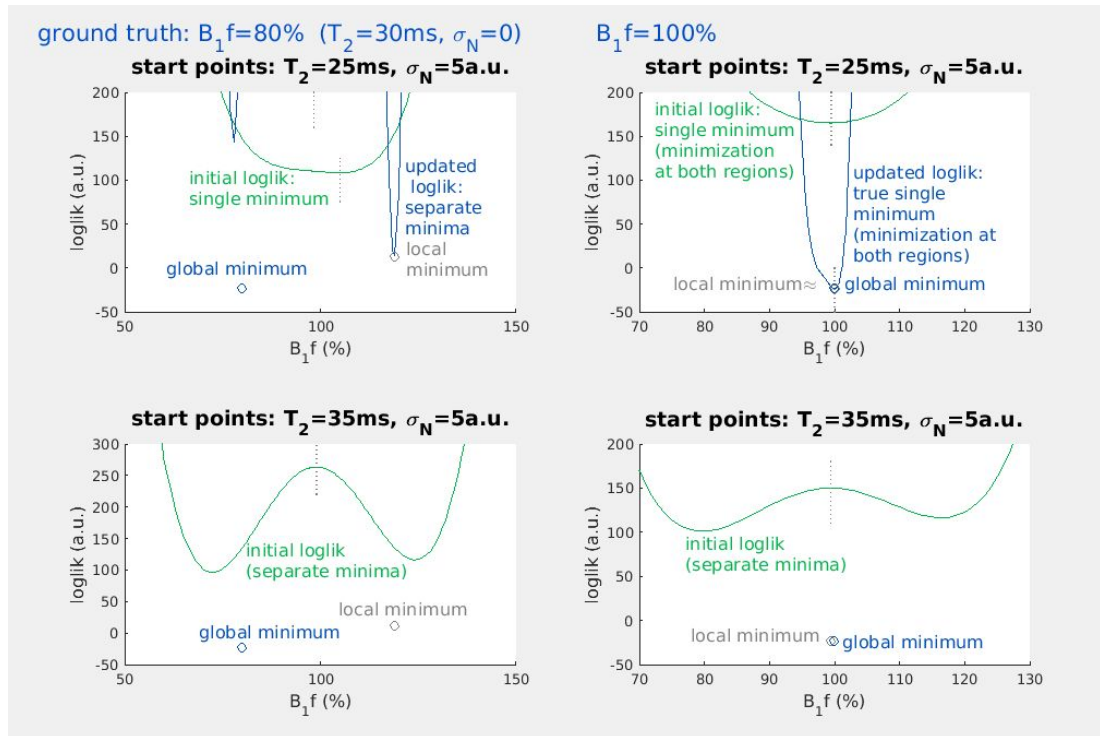 ground truth: B1f=80% (T2=30ms, σN=0)
B1f=100%
start points: T2=25ms, σN=5a.u.
200
150
100
50
0
-50
loglik (a.u.)
initial loglik:
single minimum
updated
loglik:
separate
minima
local
minimum
global minimum
50
100
150
B1f (%)
start points: T2=25ms, σN=5a.u.
200
150
100
50
0
-50
loglik (a.u.)
initial loglik:
single minimum
(minimization
at both regions)
updated loglik:
true single
minimum
(minimization at
both regions)
local minimum≈
global minimum
70
80
90
100
110
120
130
B1f (%)
start points: T2=35ms, σN=5a.u.
300
250
200
150
100
50
0
-50
loglik (a.u.)
initial loglik
(separate minima)
local minimum
global minimum
50
100
150
B1f (%)
start points: T2=35ms, σN=5a.u.
200
150
100
50
0
-50
loglik (a.u.)
initial loglik
(separate minima)
local minimum
global minimum
70
80
90
100
110
120
130
B1f (%)